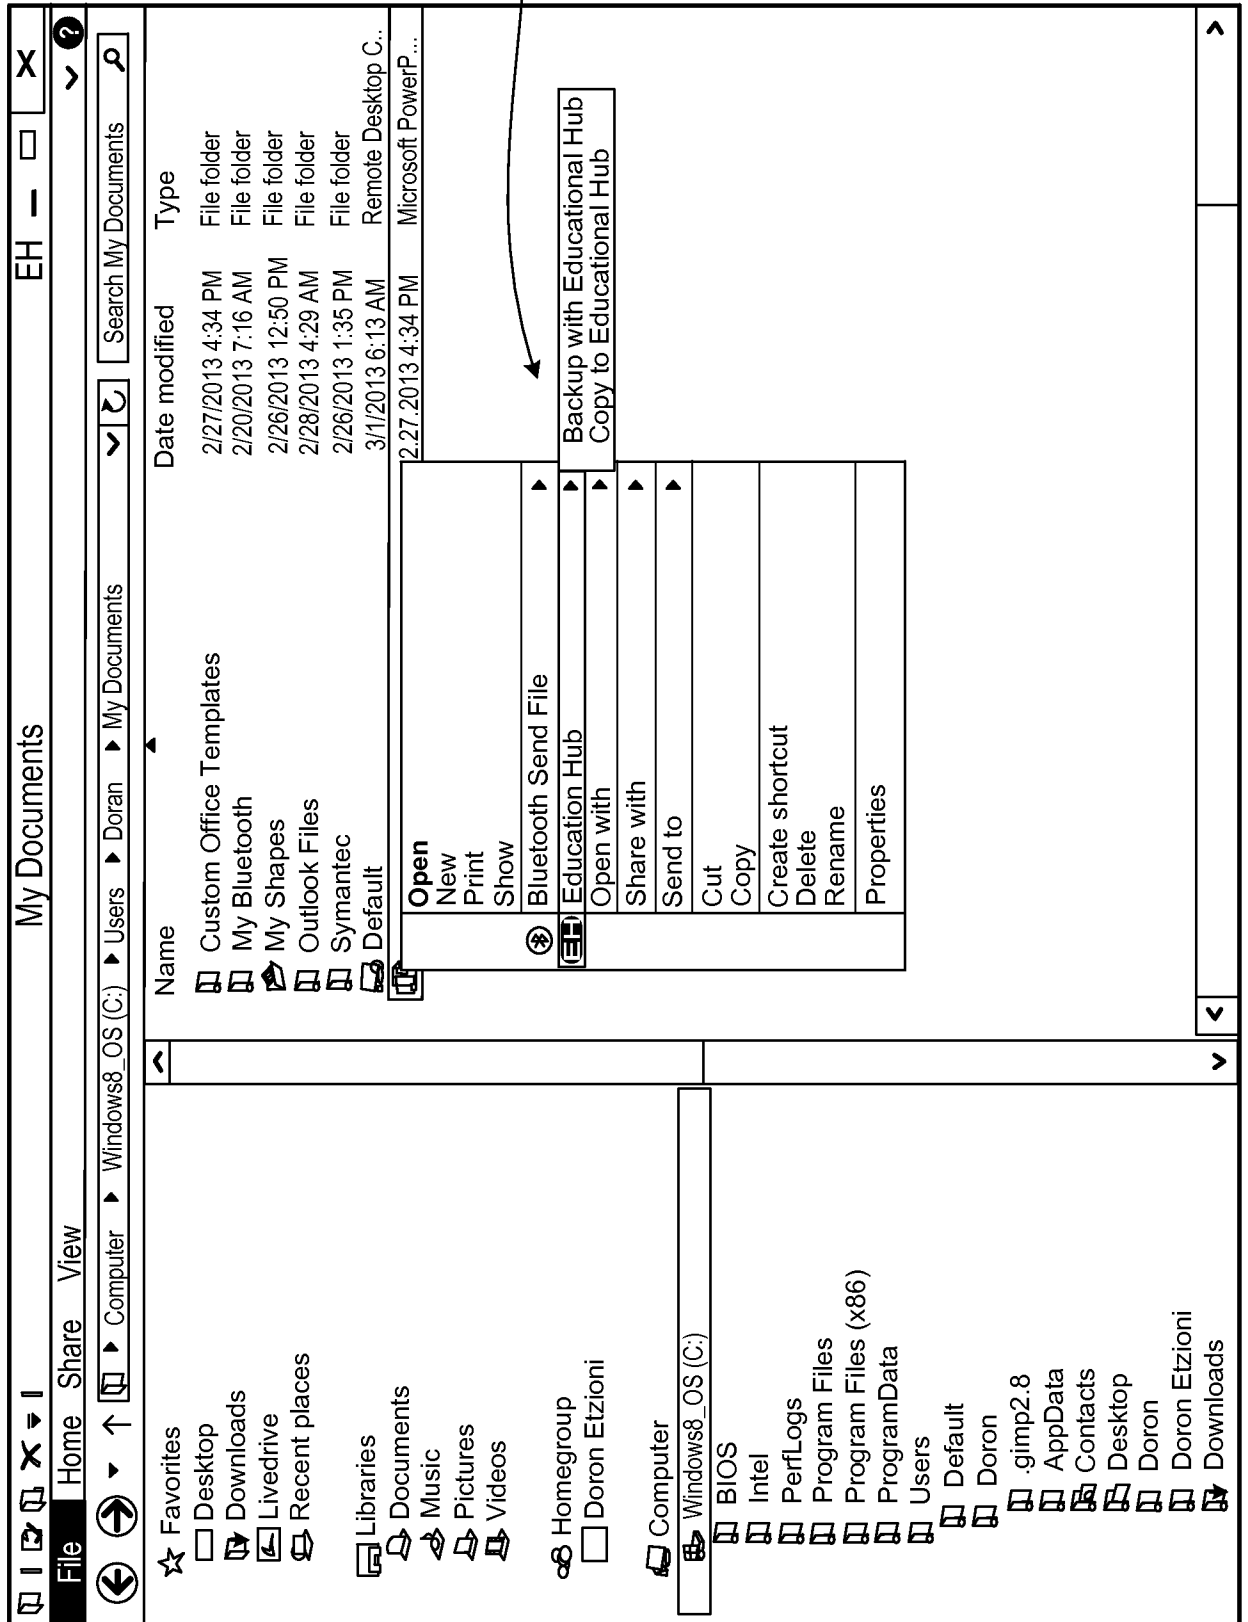 My Documents
EH
X
File Home Share View
?
Computer Windows8_OS (C:) Users Doran My Documents
Search My Documents
Favorites
Desktop
Downloads
Livedrive
Recent places
Libraries
Documents
Music
Pictures
Videos
Homegroup
Doron Etzioni
Computer
Windows8_OS (C:)
BIOS
Intel
PerfLogs
Program Files
Program Files (x86)
ProgramData
Users
Default
Doron
.gimp2.8
AppData
Contacts
Desktop
Doron
Doron Etzioni
Downloads
Name Date modified Type
Custom Office Templates 2/27/2013 4:34 PM File folder
My Bluetooth 2/20/2013 7:16 AM File folder
My Shapes 2/26/2013 12:50 PM File folder
Outlook Files 2/28/2013 4:29 AM File folder
Symantec 2/26/2013 1:35 PM File folder
Default 3/1/2013 6:13 AM Remote Desktop C..
2.27.2013 4:34 PM Microsoft PowerP...
Open
New
Print
Show
Bluetooth Send File
EH Education Hub
Open with
Share with
Send to
Cut
Copy
Create shortcut
Delete
Rename
Properties
Backup with Educational Hub
Copy to Educational Hub